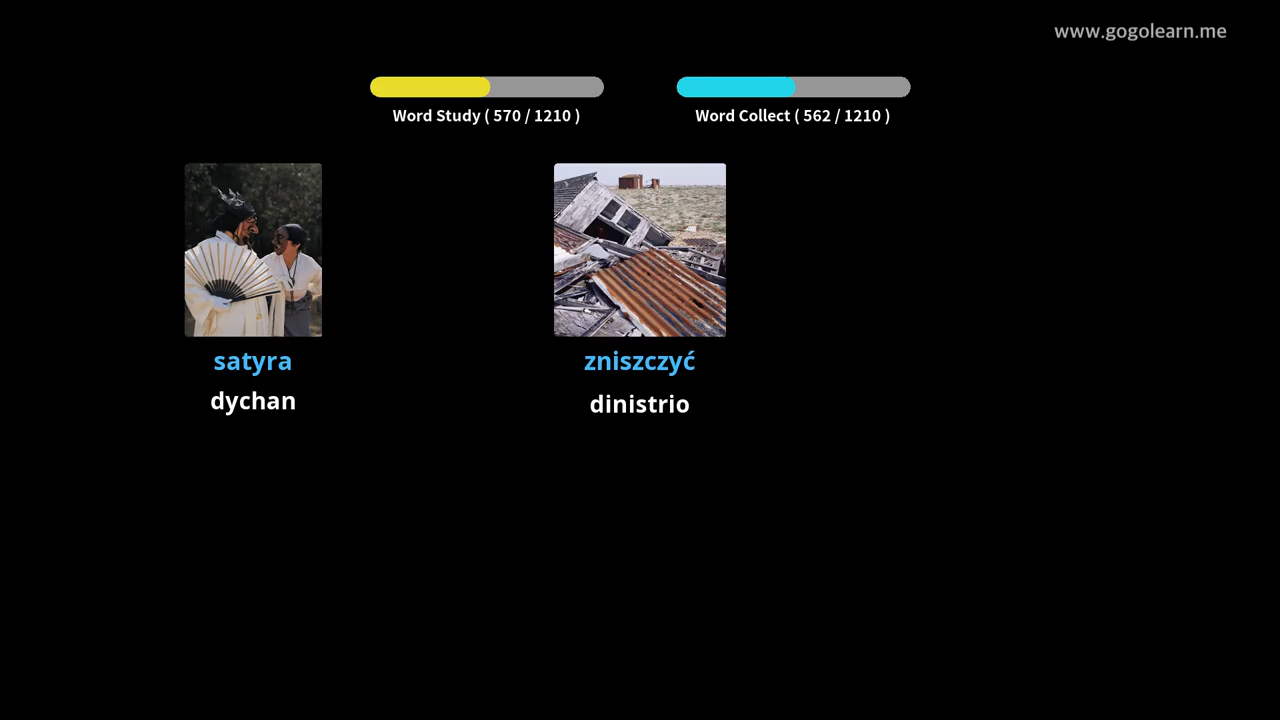 www.gogolearn.me
Word Study ( 570 / 1210 )
Word Collect ( 562 / 1210 )
satyra
dychan
zniszczyć
dinistrio